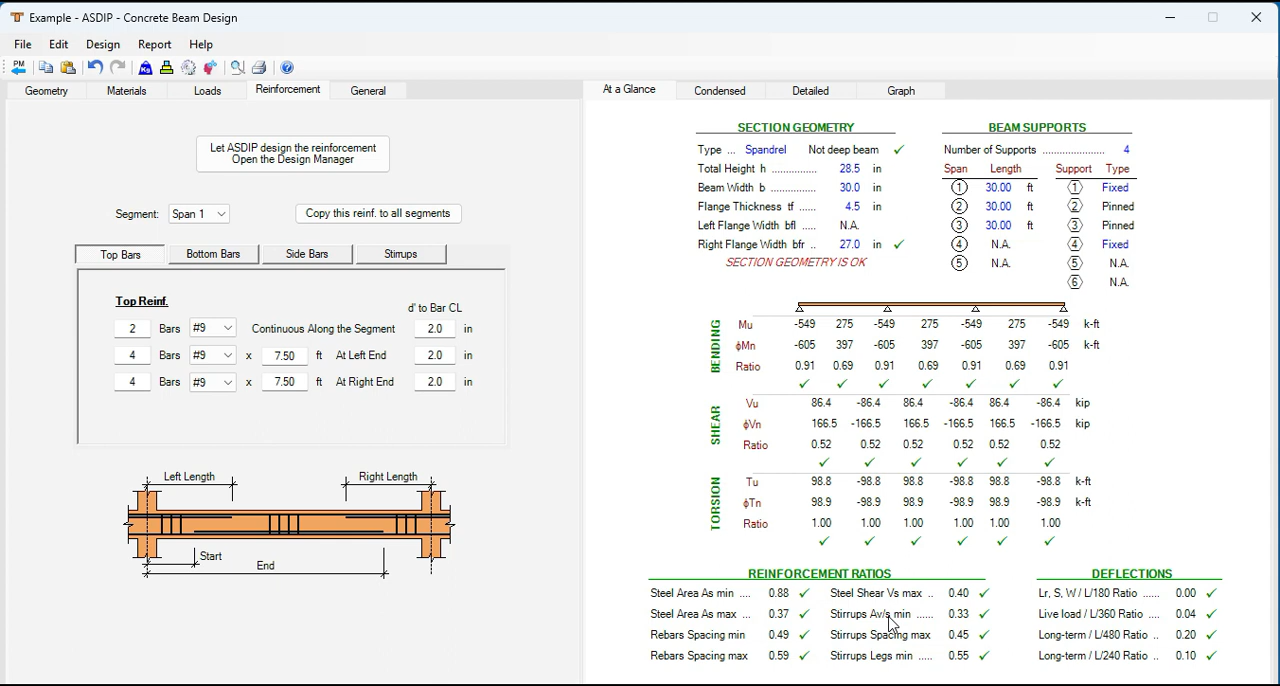 Example - ASDIP - Concrete Beam Design
File Edit Design Report Help
PM Kg
Geometry Materials Loads Reinforcement General
Let ASDIP design the reinforcement
Open the Design Manager
Segment: Span 1 Copy this reinf. to all segments
Top Bars Bottom Bars Side Bars Stirrups
Top Reinf. d' to Bar CL
2 Bars #9 Continuous Along the Segment 2.0 in
4 Bars #9 x 7.50 ft At Left End 2.0 in
4 Bars #9 x 7.50 ft At Right End 2.0 in
Left Length Right Length
Start
End
At a Glance Condensed Detailed Graph
SECTION GEOMETRY
Type ... Spandrel Not deep beam ✓
Total Height h ............... 28.5 in
Beam Width b ............... 30.0 in
Flange Thickness tf ...... 4.5 in
Left Flange Width bfl ..... N.A.
Right Flange Width bfr .. 27.0 in ✓
SECTION GEOMETRY IS OK
BEAM SUPPORTS
Number of Supports ..................... 4
Span Length Support Type
1 30.00 ft 1 Fixed
2 30.00 ft 2 Pinned
3 30.00 ft 3 Pinned
4 N.A. 4 Fixed
5 N.A. 5 N.A.
6 N.A.
BENDING
Mu -549 275 -549 275 -549 275 -549 k-ft
ϕMn -605 397 -605 397 -605 397 -605 k-ft
Ratio 0.91 0.69 0.91 0.69 0.91 0.69 0.91
✓ ✓ ✓ ✓ ✓ ✓ ✓
SHEAR
Vu 86.4 -86.4 86.4 -86.4 86.4 -86.4 kip
ϕVn 166.5 -166.5 166.5 -166.5 166.5 -166.5 kip
Ratio 0.52 0.52 0.52 0.52 0.52 0.52
✓ ✓ ✓ ✓ ✓ ✓
TORSION
Tu 98.8 -98.8 98.8 -98.8 98.8 -98.8 k-ft
ϕTn 98.9 -98.9 98.9 -98.9 98.9 -98.9 k-ft
Ratio 1.00 1.00 1.00 1.00 1.00 1.00
✓ ✓ ✓ ✓ ✓ ✓
REINFORCEMENT RATIOS
Steel Area As min .... 0.88 ✓ Steel Shear Vs max .. 0.40 ✓
Steel Area As max ... 0.37 ✓ Stirrups Av/s min ...... 0.33 ✓
Rebars Spacing min 0.49 ✓ Stirrups Spacing max 0.45 ✓
Rebars Spacing max 0.59 ✓ Stirrups Legs min ..... 0.55 ✓
DEFLECTIONS
Lr, S, W / L/180 Ratio ...... 0.00 ✓
Live load / L/360 Ratio .... 0.04 ✓
Long-term / L/480 Ratio .. 0.20 ✓
Long-term / L/240 Ratio .. 0.10 ✓